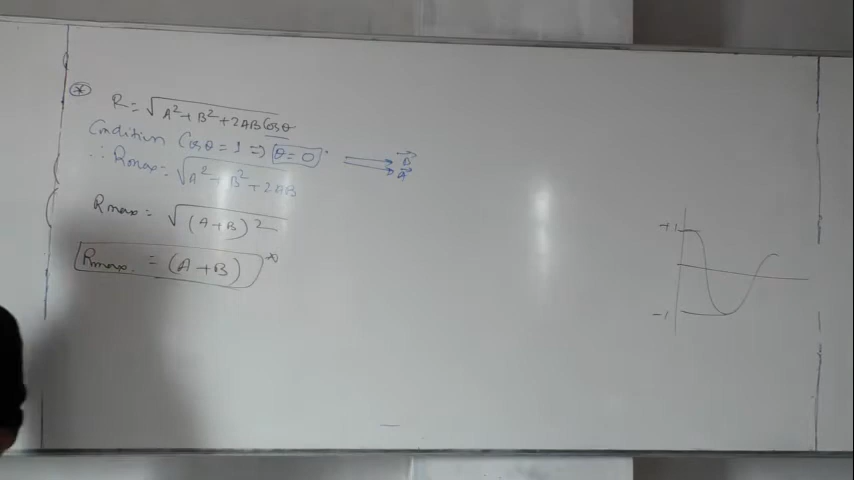 * R = √A²+B²+2AB Cosθ
Condition Cosθ = 1 ⇒ θ = 0
B
∴ Rmax = √A²+B²+2AB
A
Rmax = √(A+B)²
Rmax. = (A+B) *
+1
-1